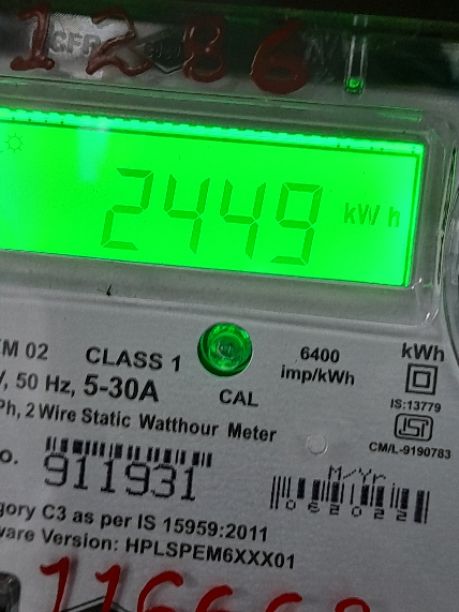 1286
2449 kWh
M 02 CLASS 1 6400 imp/kWh kWh
V, 50 Hz, 5-30A CAL IS:13779
Ph, 2 Wire Static Watthour Meter CM/L-9190783
o. 911931 M/Yr
062022
gory C3 as per IS 15959:2011
ware Version: HPLSPEM6XXX01